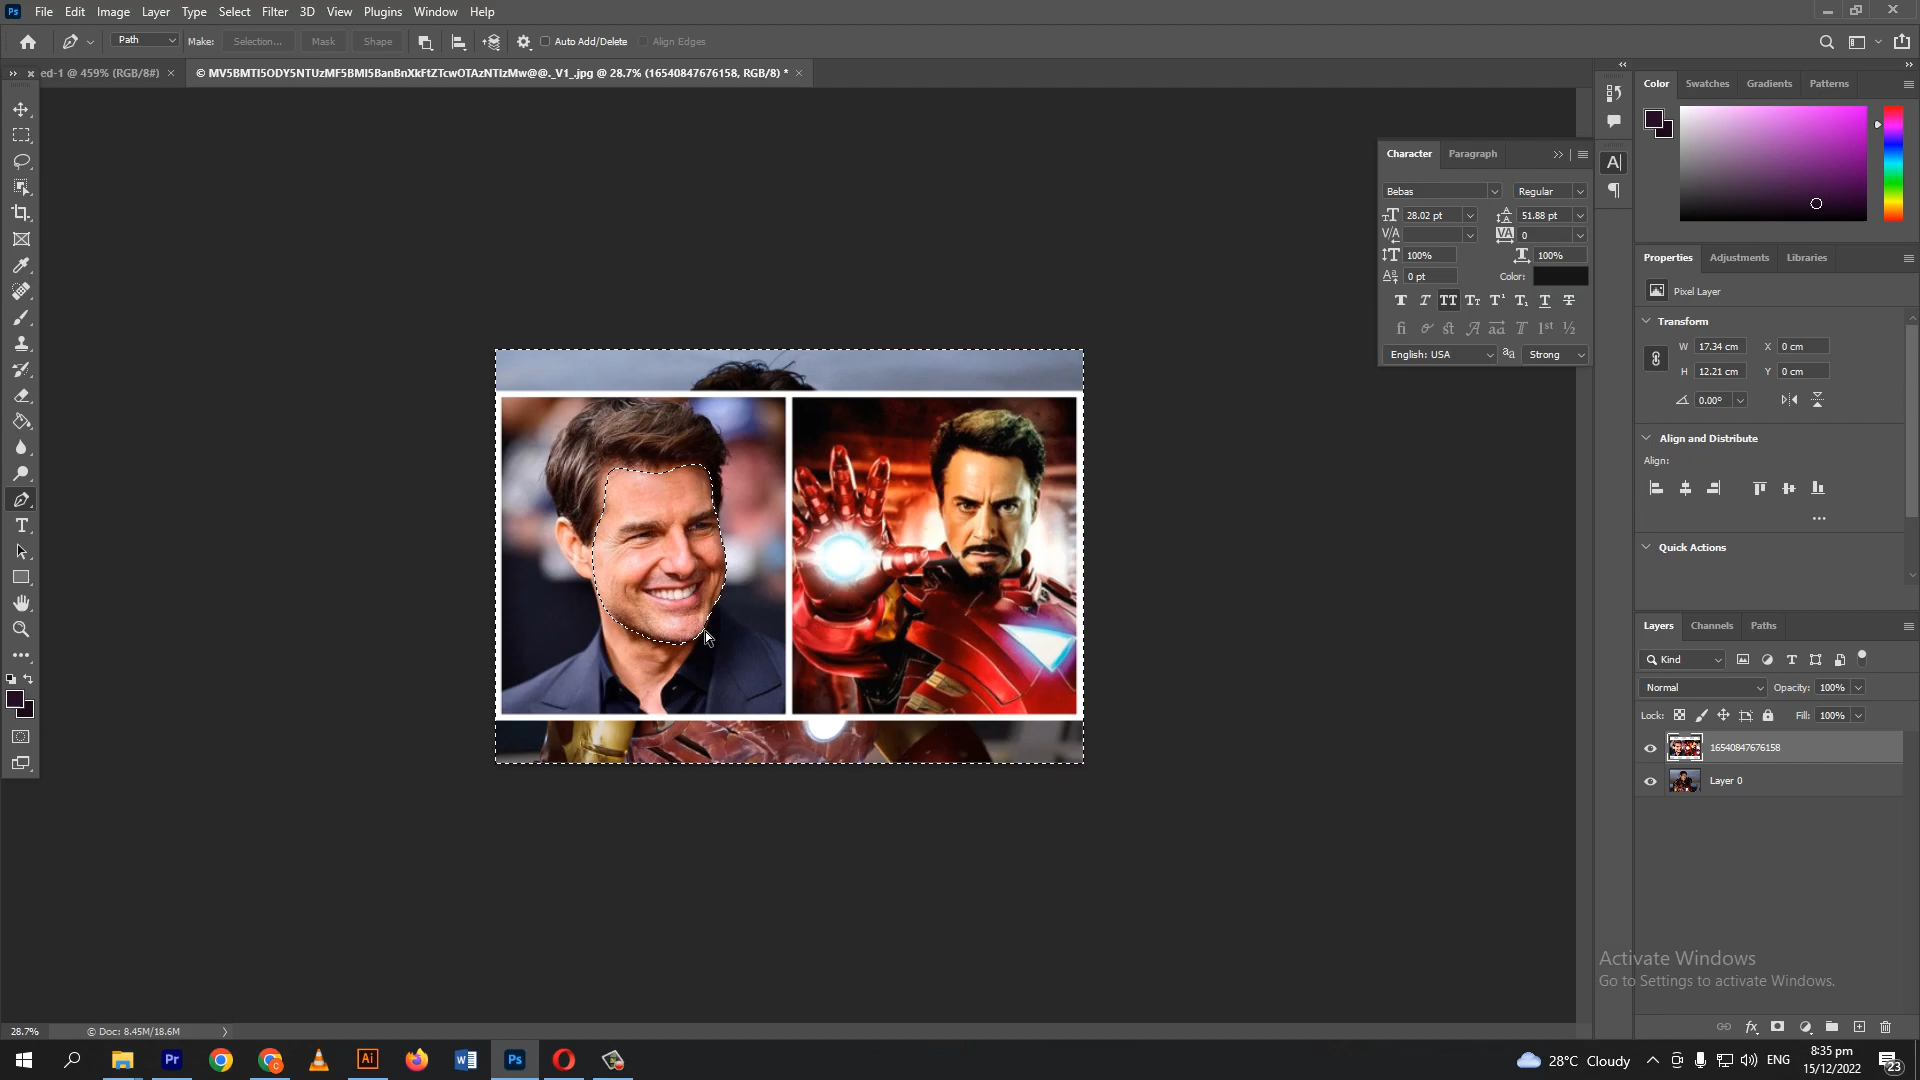 Ps File Edit Image Layer Type Select Filter 3D View Plugins Window Help
Path Make: Selection... Mask Shape Auto Add/Delete Align Edges
ed-1 @ 459% (RGB/8#) × © MV5BMTI5ODY5NTUzMF5BMl5BanBnXkFtZTcwOTAzNTIzMw@@._V1_.jpg @ 28.7% (16540847676158, RGB/8) * ×
Color Swatches Gradients Patterns
Character Paragraph
Bebas Regular
28.02 pt 51.88 pt
V/A VA 0
100% 100%
0 pt Color:
English: USA aa Strong
Properties Adjustments Libraries
Pixel Layer
Transform
W 17.34 cm X 0 cm
H 12.21 cm Y 0 cm
0.00°
Align and Distribute
Align:
Quick Actions
Layers Channels Paths
Kind
Normal Opacity: 100%
Lock: Fill: 100%
16540847676158
Layer 0
Activate Windows
Go to Settings to activate Windows.
28.7% © Doc: 8.45M/18.6M
Pr Ai Ps 28°C Cloudy ENG 8:35 pm
15/12/2022 23